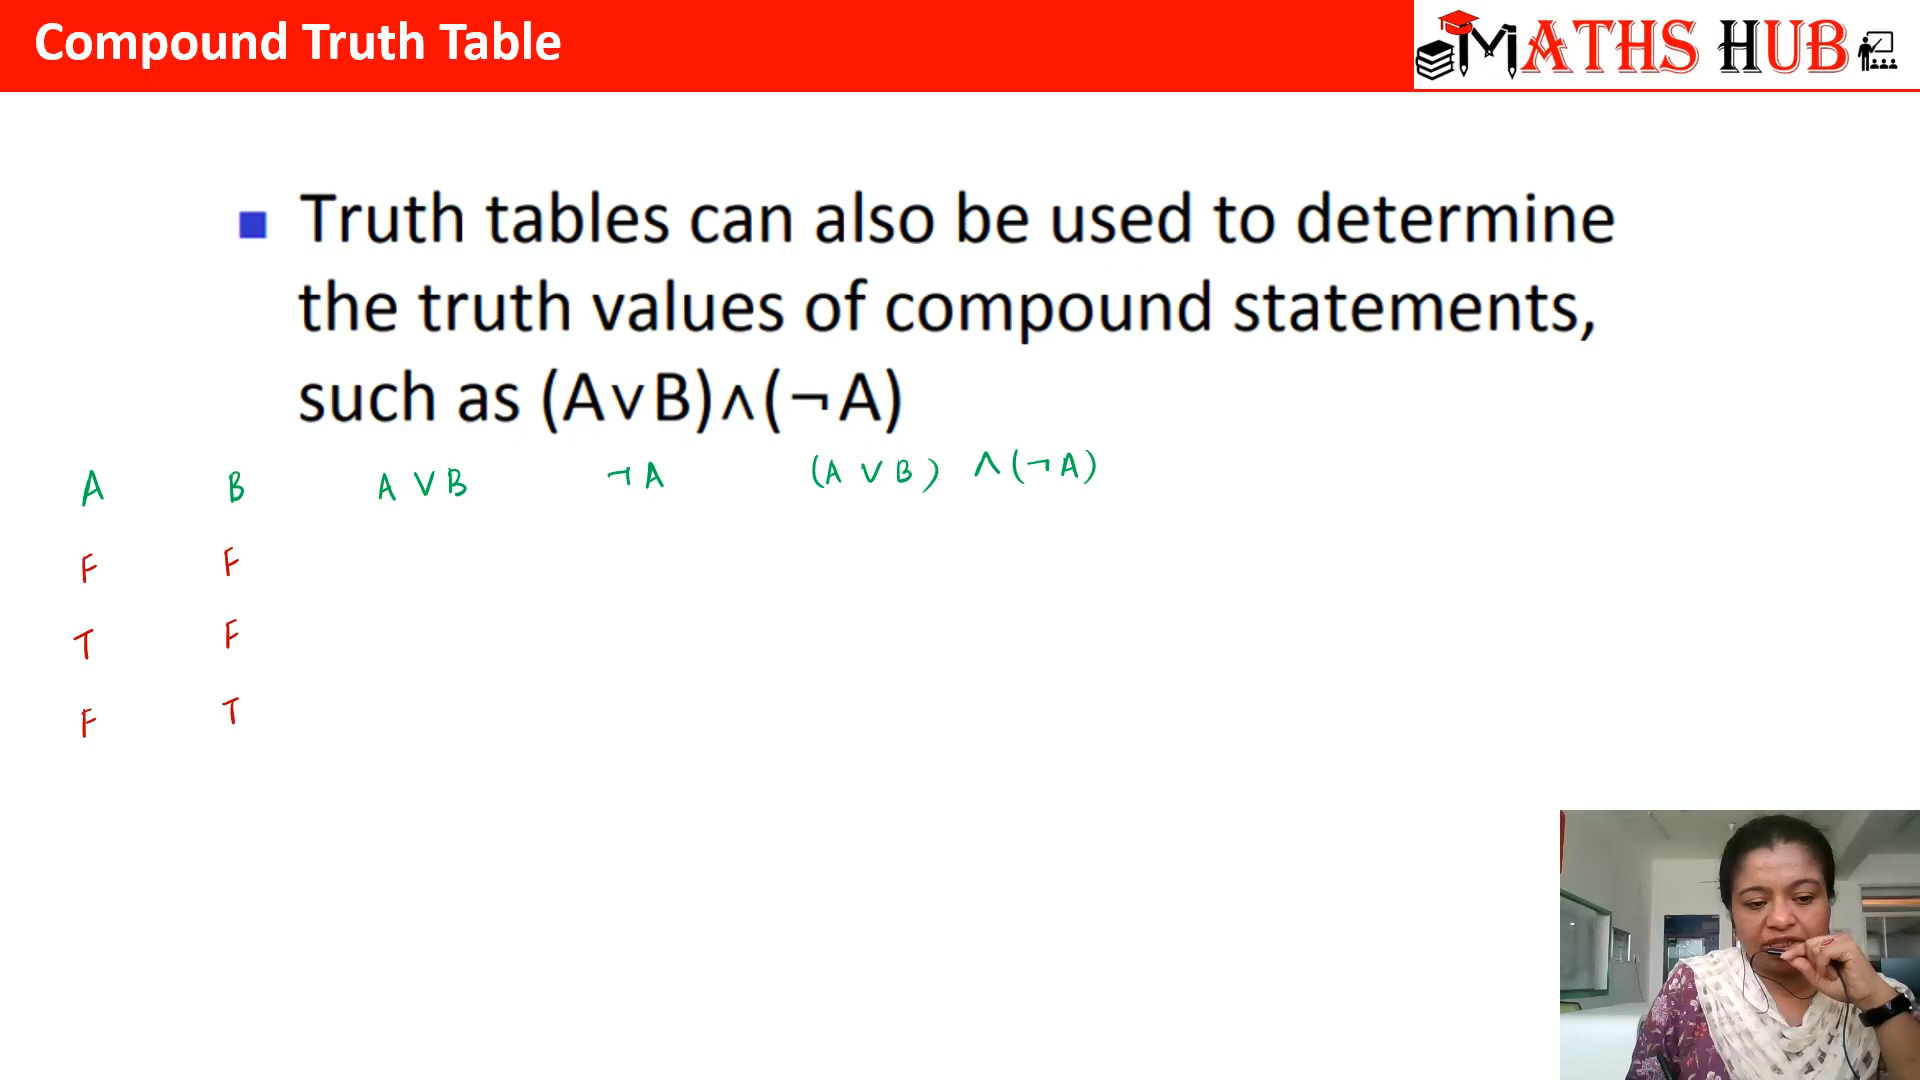 Compound Truth Table
MATHS HUB
Truth tables can also be used to determine
the truth values of compound statements,
such as (A∨B)∧(¬A)
A B A ∨ B ¬A (A ∨ B) ∧ (¬A)
F F
T F
F T